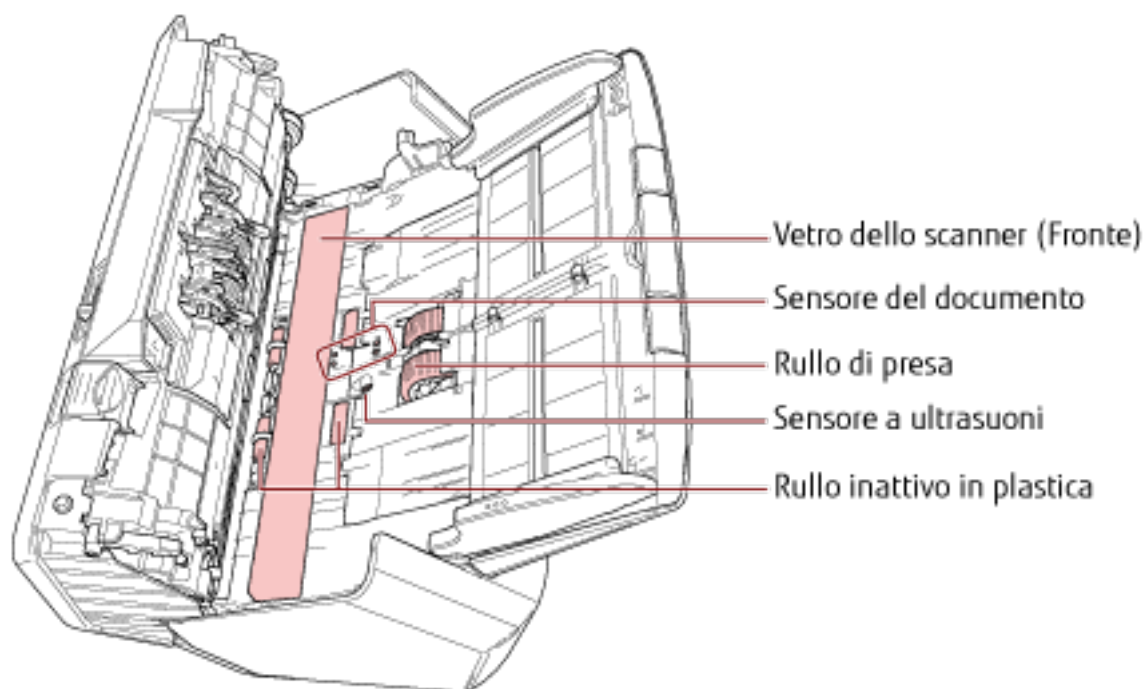 Vetro dello scanner (Fronte)
Sensore del documento
Rullo di presa
Sensore a ultrasuoni
Rullo inattivo in plastica